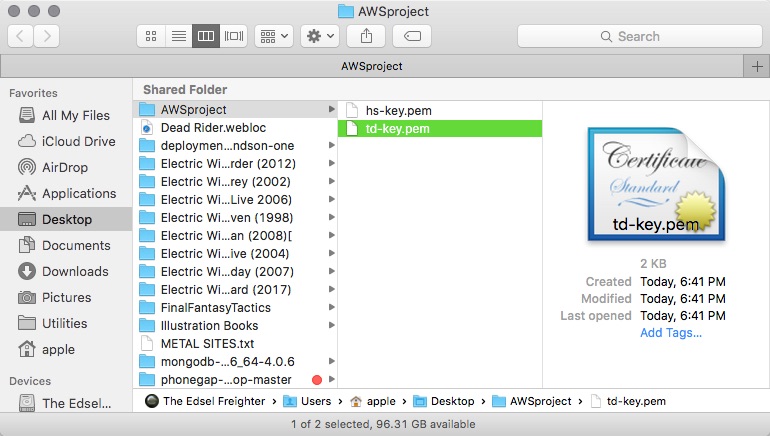 AWSproject
Search
AWSproject
Favorites
All My Files
iCloud Drive
AirDrop
Applications
Desktop
Documents
Downloads
Pictures
Utilities
apple
Devices
The Edsel...
Shared Folder
AWSproject
Dead Rider.webloc
deploymen...ndson-one
Electric Wi...rder (2012)
Electric Wi...rey (2002)
Electric Wi...Live 2006)
Electric Wi...ven (1998)
Electric Wi...an (2008)[
Electric Wi...ive (2004)
Electric Wi...day (2007)
Electric Wi...ard (2017)
FinalFantasyTactics
Illustration Books
METAL SITES.txt
mongodb-...6_64-4.0.6
phonegap-...op-master
hs-key.pem
td-key.pem
Certificate
Standard
td-key.pem
2 KB
Created Today, 6:41 PM
Modified Today, 6:41 PM
Last opened Today, 6:41 PM
Add Tags...
The Edsel Freighter > Users > apple > Desktop > AWSproject > td-key.pem
1 of 2 selected, 96.31 GB available